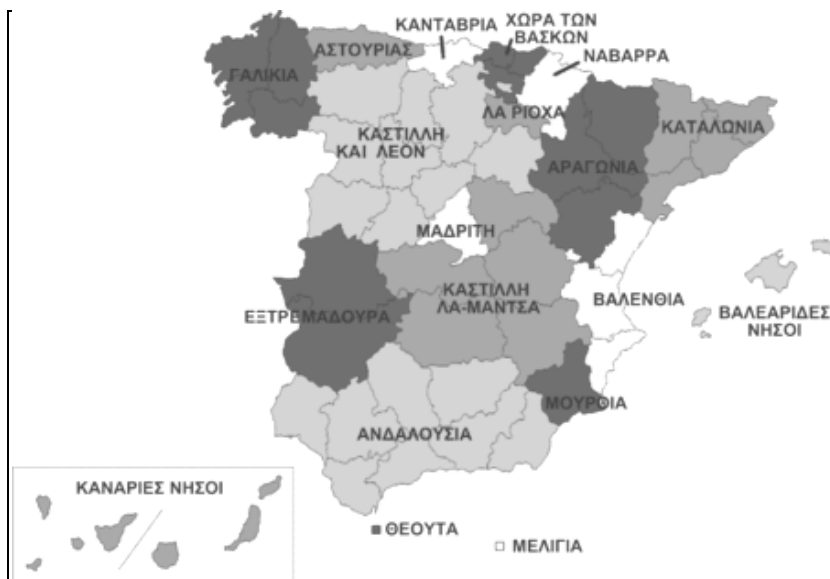 ΚΑΝΤΑΒΡΙΑ
ΧΩΡΑ ΤΩΝ
ΒΑΣΚΩΝ
ΑΣΤΟΥΡΙΑΣ
ΝΑΒΑΡΡΑ
ΓΑΛΙΚΙΑ
ΛΑ ΡΙΟΧΑ
ΚΑΤΑΛΩΝΙΑ
ΚΑΣΤΙΛΛΗ
ΚΑΙ ΛΕΟΝ
ΑΡΑΓΩΝΙΑ
ΜΑΔΡΙΤΗ
ΚΑΣΤΙΛΛΗ
ΛΑ-ΜΑΝΤΣΑ
ΒΑΛΕΝΘΙΑ
ΒΑΛΕΑΡΙΔΕΣ
ΝΗΣΟΙ
ΕΞΤΡΕΜΑΔΟΥΡΑ
ΜΟΥΡΘΙΑ
ΑΝΔΑΛΟΥΣΙΑ
ΚΑΝΑΡΙΕΣ ΝΗΣΟΙ
ΘΕΟΥΤΑ
ΜΕΛΙΓΙΑ